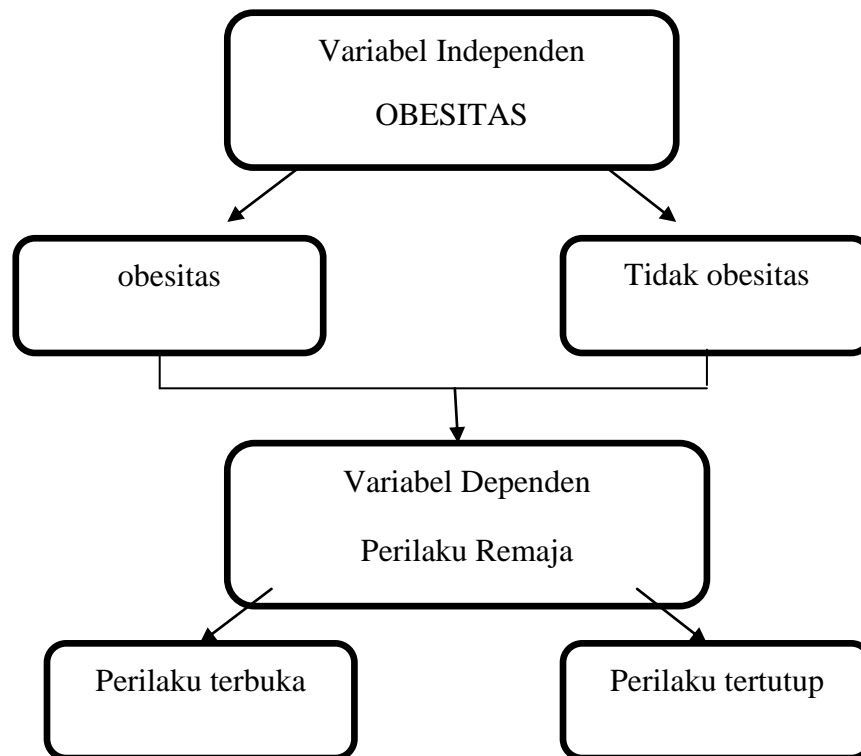 Variabel Independen
OBESITAS
obesitas
Tidak obesitas
Variabel Dependen
Perilaku Remaja
Perilaku terbuka
Perilaku tertutup